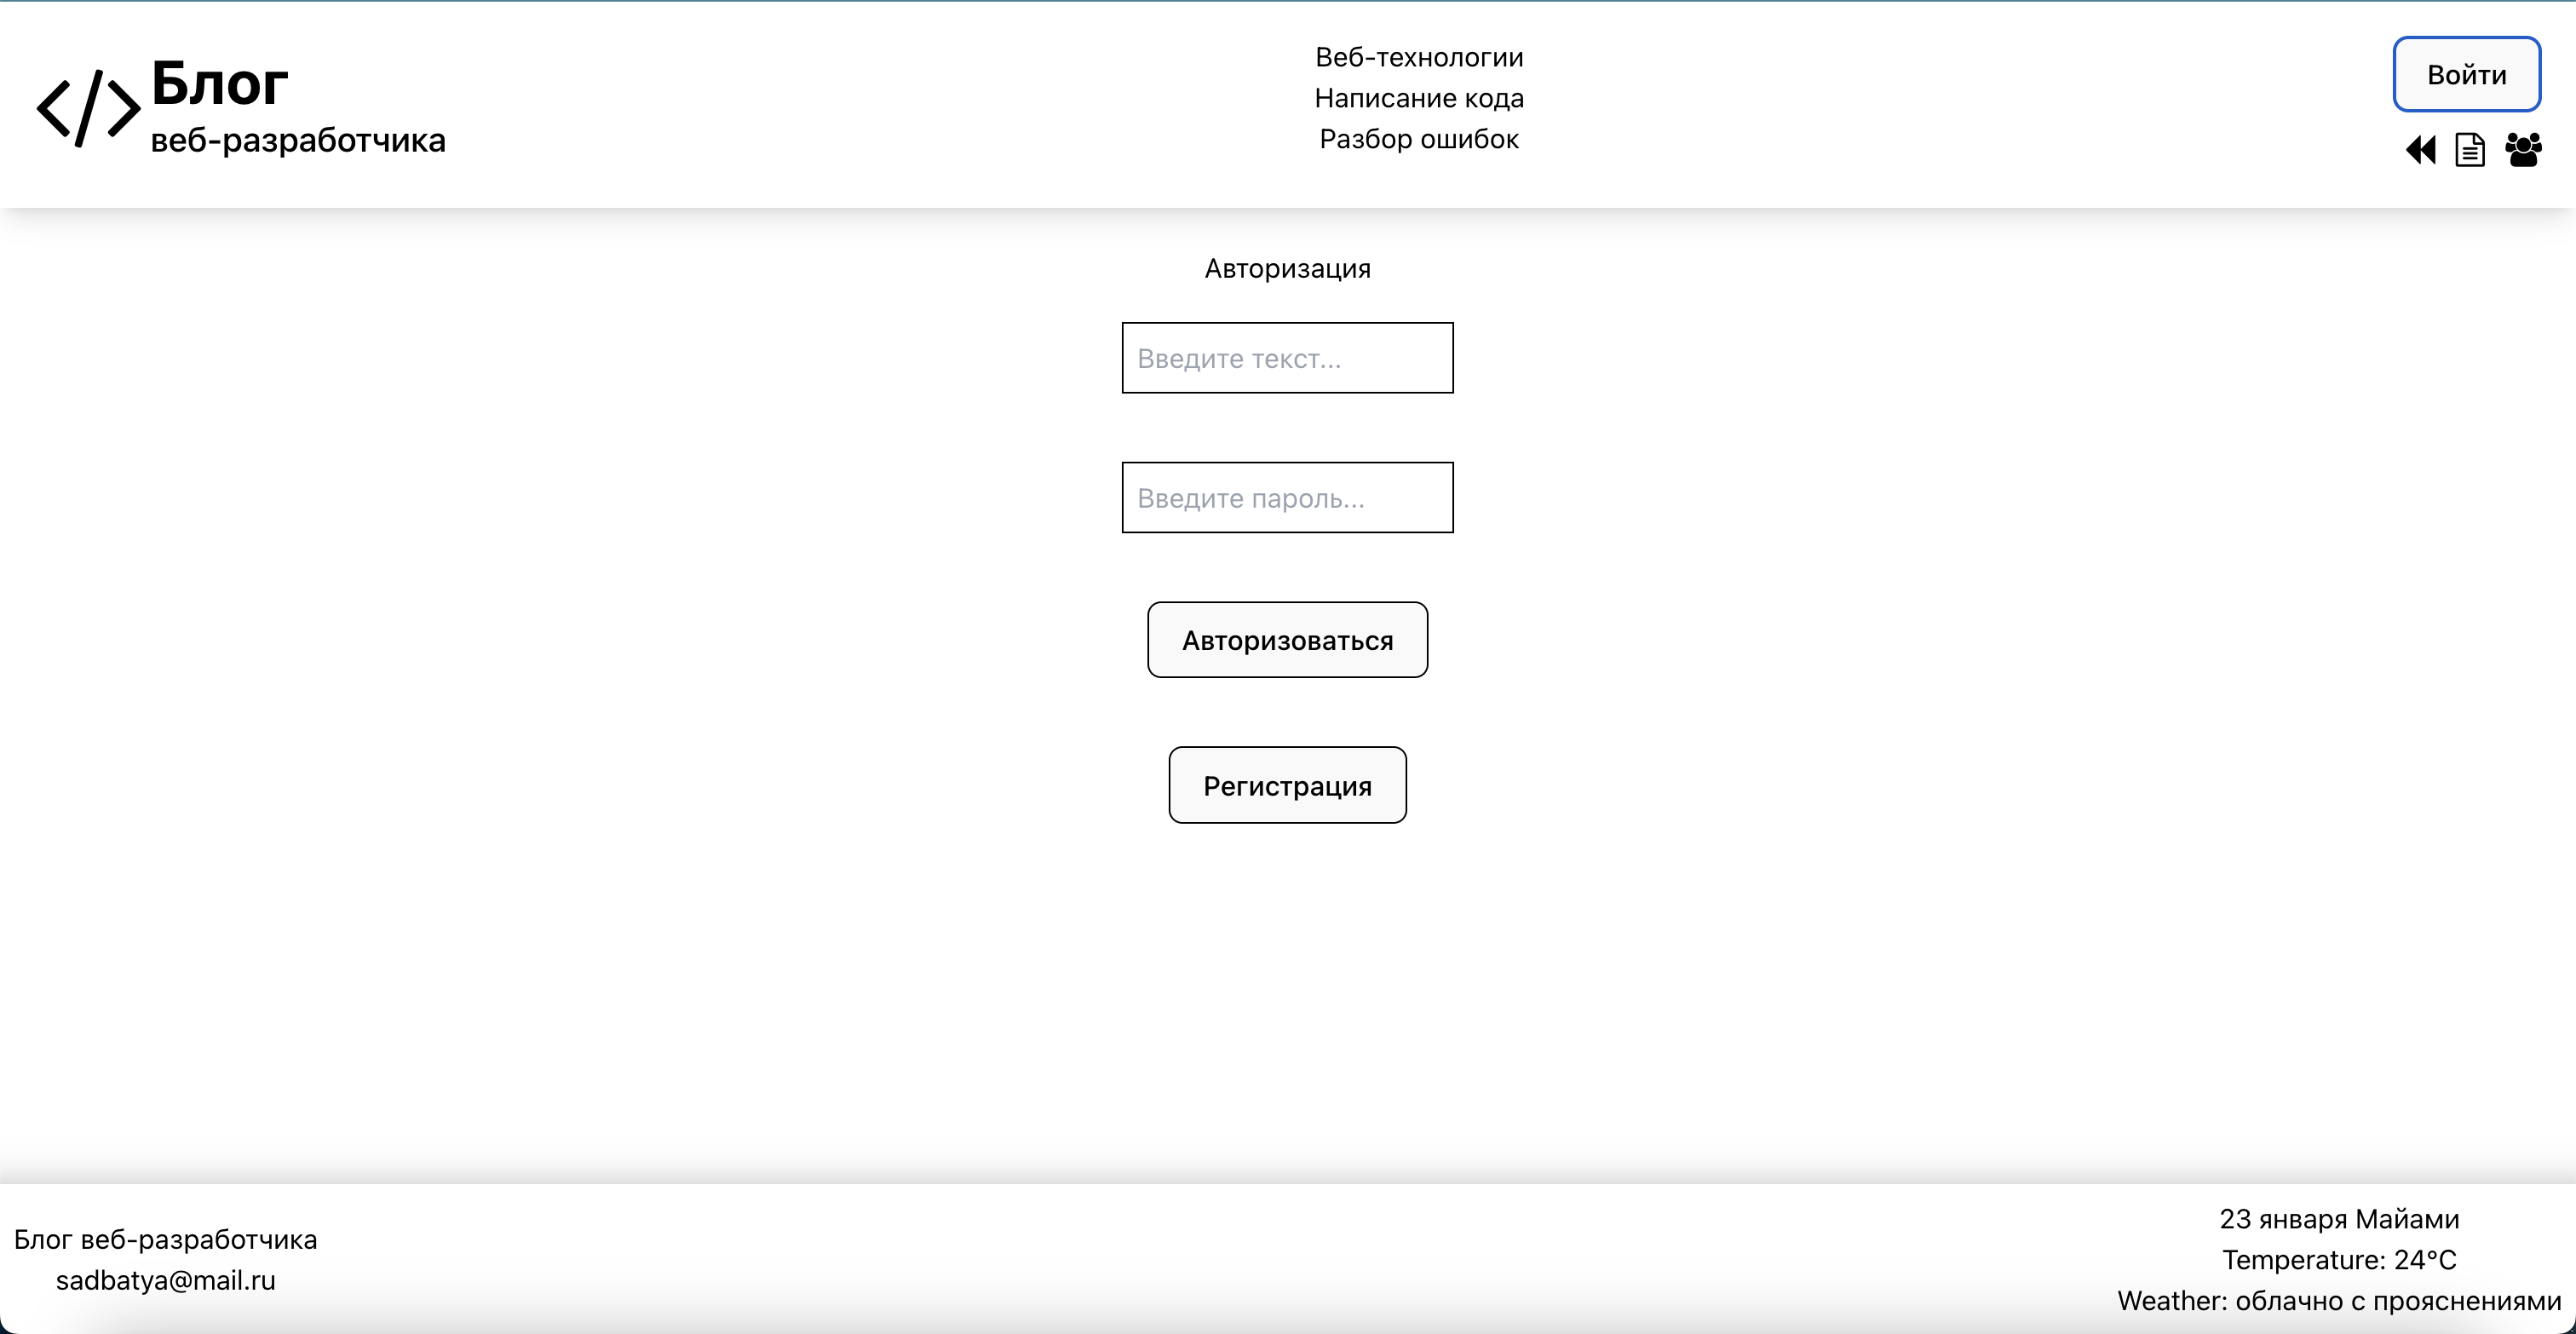 Блог
веб-разработчика
Веб-технологии
Написание кода
Разбор ошибок
Войти
Авторизация
Введите текст...
Введите пароль...
Авторизоваться
Регистрация
Блог веб-разработчика
sadbatya@mail.ru
23 января Майами
Temperature: 24°C
Weather: облачно с прояснениями